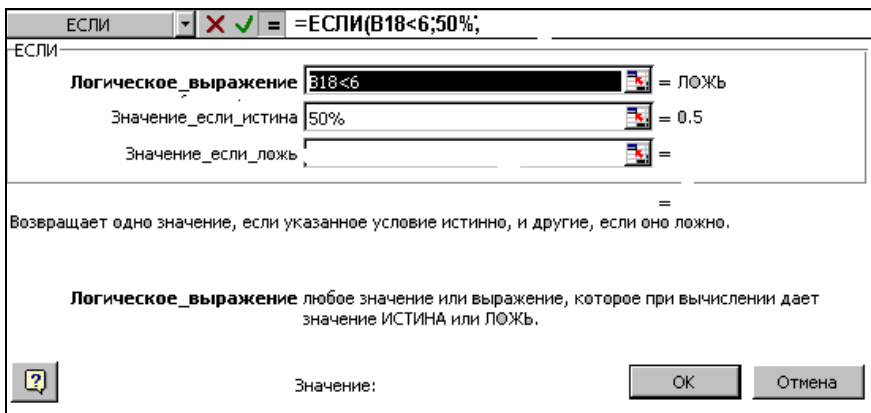 ЕСЛИ = =ЕСЛИ(B18<6;50%;
ЕСЛИ
Логическое_выражение B18<6 = ЛОЖЬ
Значение_если_истина 50% = 0.5
Значение_если_ложь =
=
Возвращает одно значение, если указанное условие истинно, и другие, если оно ложно.
Логическое_выражение любое значение или выражение, которое при вычислении дает
значение ИСТИНА или ЛОЖЬ.
? Значение: OK Отмена